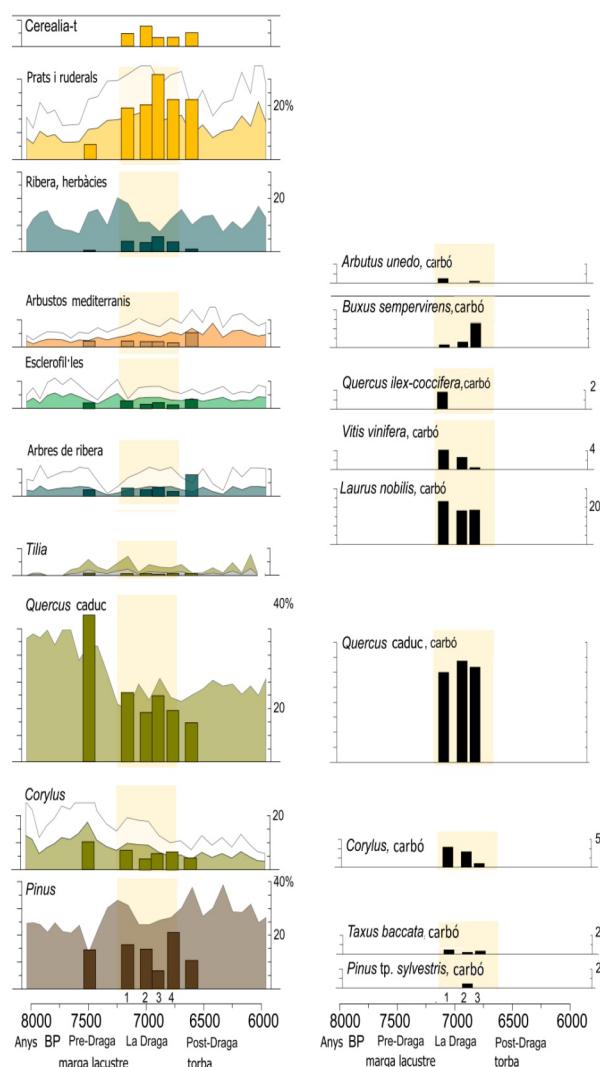 Cerealia-t
Prats i ruderals
20%
Ribera, herbàcies
20
Arbustos mediterranis
Esclerofil·les
Arbres de ribera
Tilia
Quercus caduc
40%
20
Corylus
20
Pinus
40%
20
1 2 3 4
8000 7500 7000 6500 6000
Anys BP Pre-Draga La Draga Post-Draga
marga lacustre torba
Arbutus unedo, carbó
Buxus sempervirens, carbó
Quercus ilex-coccifera, carbó
2
Vitis vinifera, carbó
4
Laurus nobilis, carbó
20
Quercus caduc, carbó
Corylus, carbó
5
Taxus baccata, carbó
2
Pinus tp. sylvestris, carbó
2
1 2 3
8000 7500 7000 6500 6000
Anys BP Pre-Draga La Draga Post-Draga
marga lacustre torba